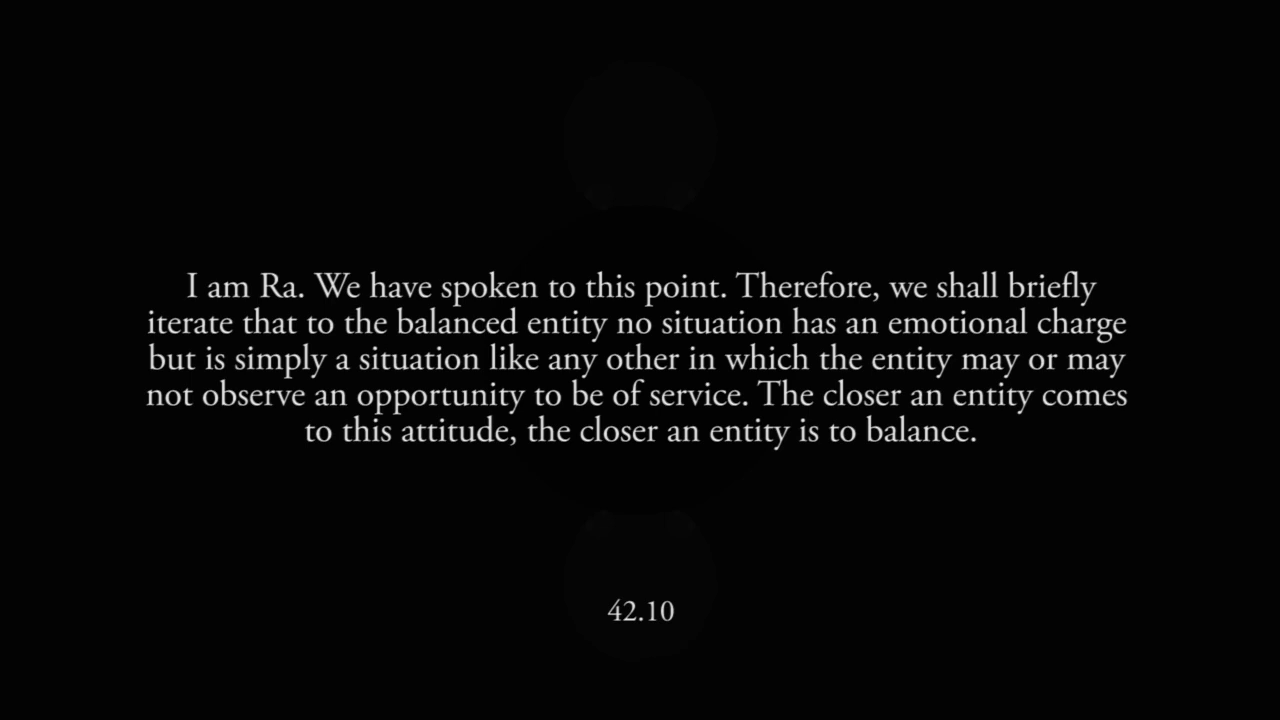 I am Ra. We have spoken to this point. Therefore, we shall briefly
iterate that to the balanced entity no situation has an emotional charge
but is simply a situation like any other in which the entity may or may
not observe an opportunity to be of service. The closer an entity comes
to this attitude, the closer an entity is to balance.
42.10